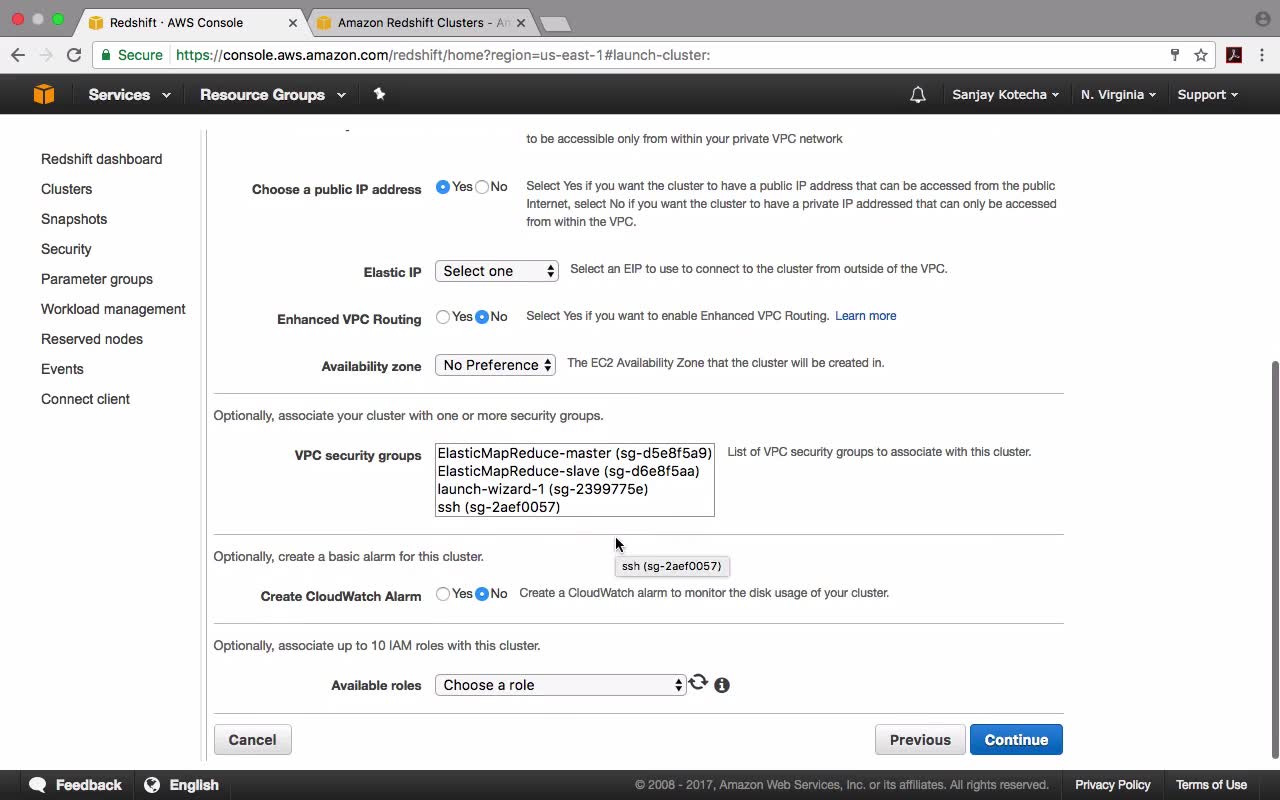 Redshift · AWS Console
Amazon Redshift Clusters - Am
Secure
https://console.aws.amazon.com/redshift/home?region=us-east-1#launch-cluster:
Services
Resource Groups
Sanjay Kotecha
N. Virginia
Support
Redshift dashboard
Clusters
Snapshots
Security
Parameter groups
Workload management
Reserved nodes
Events
Connect client
to be accessible only from within your private VPC network
Choose a public IP address
Yes No
Select Yes if you want the cluster to have a public IP address that can be accessed from the public
Internet, select No if you want the cluster to have a private IP addressed that can only be accessed
from within the VPC.
Elastic IP
Select one
Select an EIP to use to connect to the cluster from outside of the VPC.
Enhanced VPC Routing
Yes No
Select Yes if you want to enable Enhanced VPC Routing. Learn more
Availability zone
No Preference
The EC2 Availability Zone that the cluster will be created in.
Optionally, associate your cluster with one or more security groups.
VPC security groups
ElasticMapReduce-master (sg-d5e8f5a9)
ElasticMapReduce-slave (sg-d6e8f5aa)
launch-wizard-1 (sg-2399775e)
ssh (sg-2aef0057)
List of VPC security groups to associate with this cluster.
Optionally, create a basic alarm for this cluster.
ssh (sg-2aef0057)
Create CloudWatch Alarm
Yes No
Create a CloudWatch alarm to monitor the disk usage of your cluster.
Optionally, associate up to 10 IAM roles with this cluster.
Available roles
Choose a role
Cancel
Previous
Continue
Feedback
English
© 2008 - 2017, Amazon Web Services, Inc. or its affiliates. All rights reserved.
Privacy Policy
Terms of Use